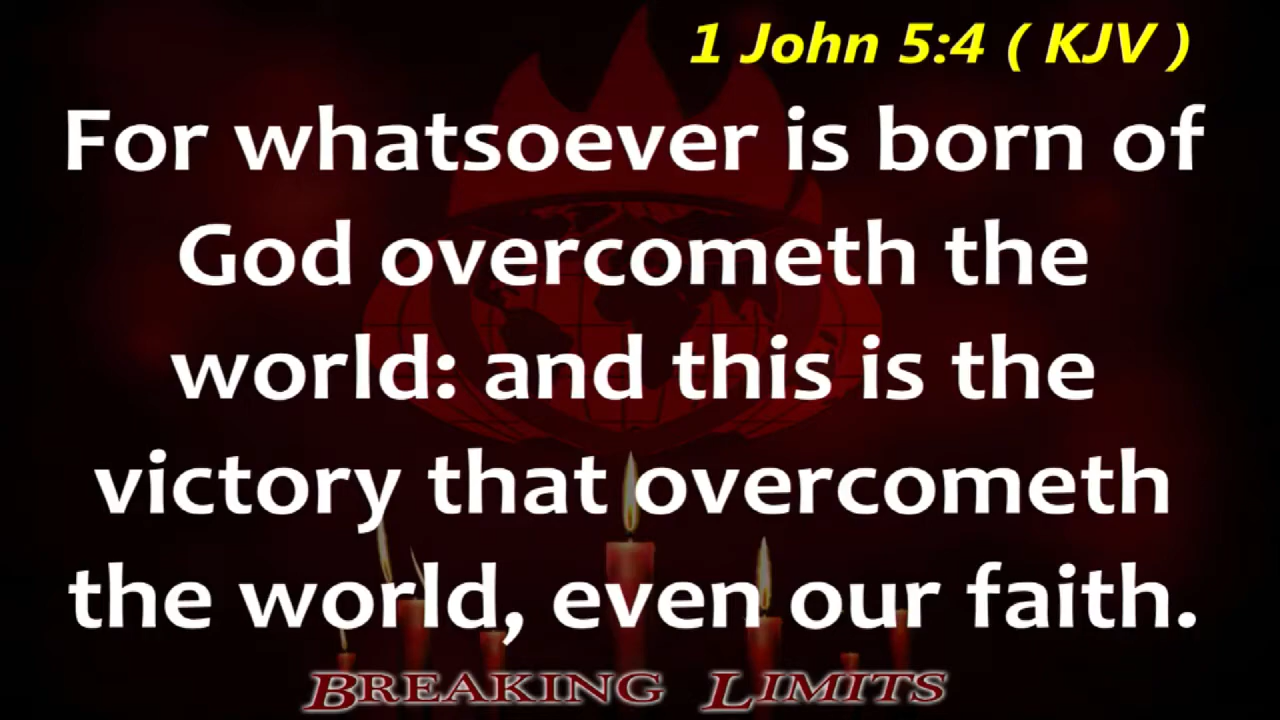 1 John 5:4 ( KJV )
For whatsoever is born of
God overcometh the
world: and this is the
victory that overcometh
the world, even our faith.
BREAKING LIMITS